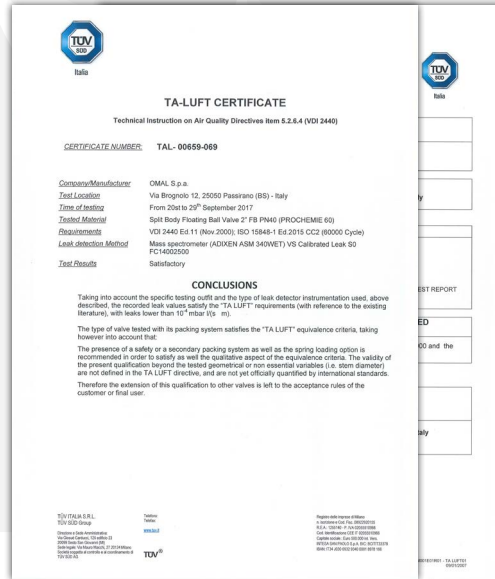 TÜV
SÜD
Italia
TA-LUFT CERTIFICATE
Technical Instruction on Air Quality Directives item 5.2.6.4 (VDI 2440)
CERTIFICATE NUMBER: TAL- 00659-069
Company/Manufacturer OMAL S.p.a.
Test Location Via Brognolo 12, 25050 Passirano (BS) - Italy
Time of testing From 20st to 29th September 2017
Tested Material Split Body Floating Ball Valve 2" FB PN40 (PROCHEMIE 60)
Requirements VDI 2440 Ed.11 (Nov.2000); ISO 15848-1 Ed.2015 CC2 (60000 Cycle)
Leak detection Method Mass spectrometer (ADIXEN ASM 340WET) VS Calibrated Leak S0
FC14002500
Test Results Satisfactory
CONCLUSIONS
Taking into account the specific testing outfit and the type of leak detector instrumentation used, above
described, the recorded leak values satisfy the "TA LUFT" requirements (with reference to the existing
literature), with leaks lower than 10-4 mbar l/(s m).
The type of valve tested with its packing system satisfies the "TA LUFT" equivalence criteria, taking
however into account that:
The presence of a safety or a secondary packing system as well as the spring loading option is
recommended in order to satisfy as well the qualitative aspect of the equivalence criteria. The validity of
the present qualification beyond the tested geometrical or non essential variables (i.e. stem diameter)
are not defined in the TA LUFT directive, and are not yet officially quantified by international standards.
Therefore the extension of this qualification to other valves is left to the acceptance rules of the
customer or final user.
TÜV ITALIA S.R.L.
TÜV SÜD Group
Telefono
Telefax
TÜV®
TÜV
SÜD
Italia
EST REPORT
ED
00 and the
aly